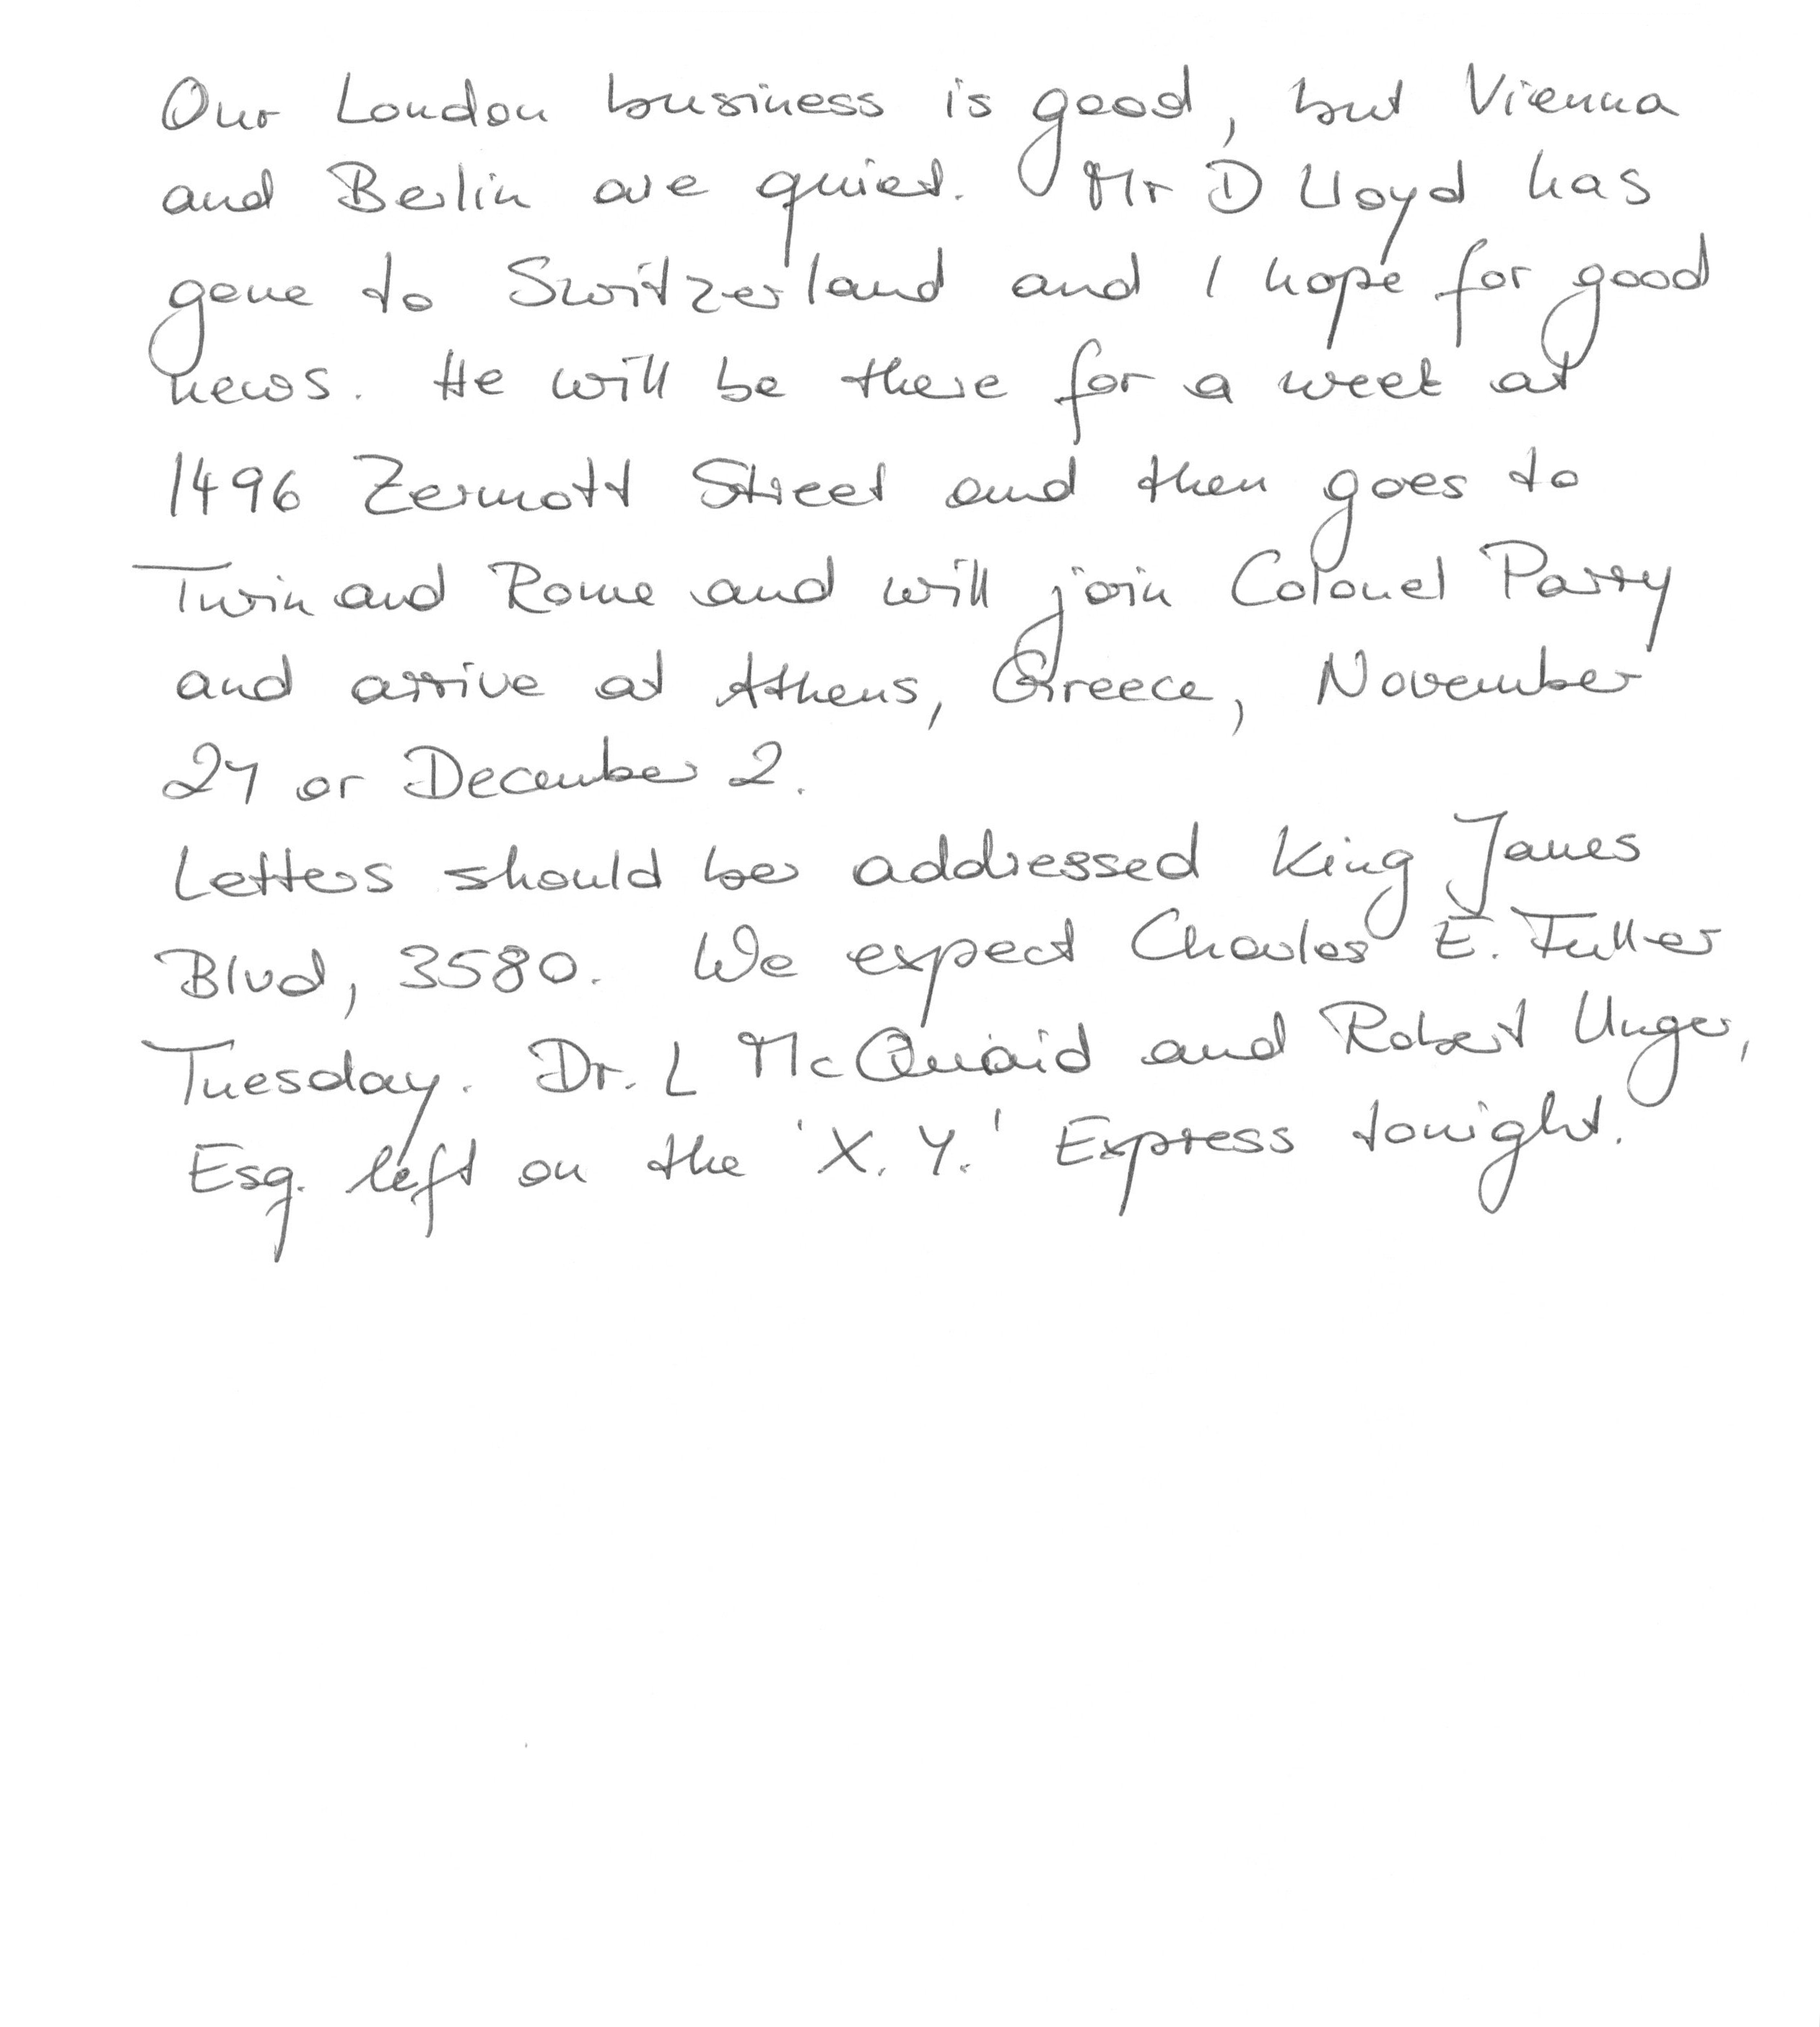 Our London business is good, but Vienna
and Berlin are quiet. Mr D Lloyd has
gone to Switzerland and I hope for good
news. He will be there for a week at
1496 Zermott Street and then goes to
Turin and Rome and will join Colonel Parry
and arrive at Athens, Greece, November
27 or December 2.
Letters should be addressed King James
Blvd, 3580. We expect Charles E. Fuller
Tuesday. Dr. L McQuaid and Robert Unger,
Esq. left on the 'X.Y.' Express tonight.